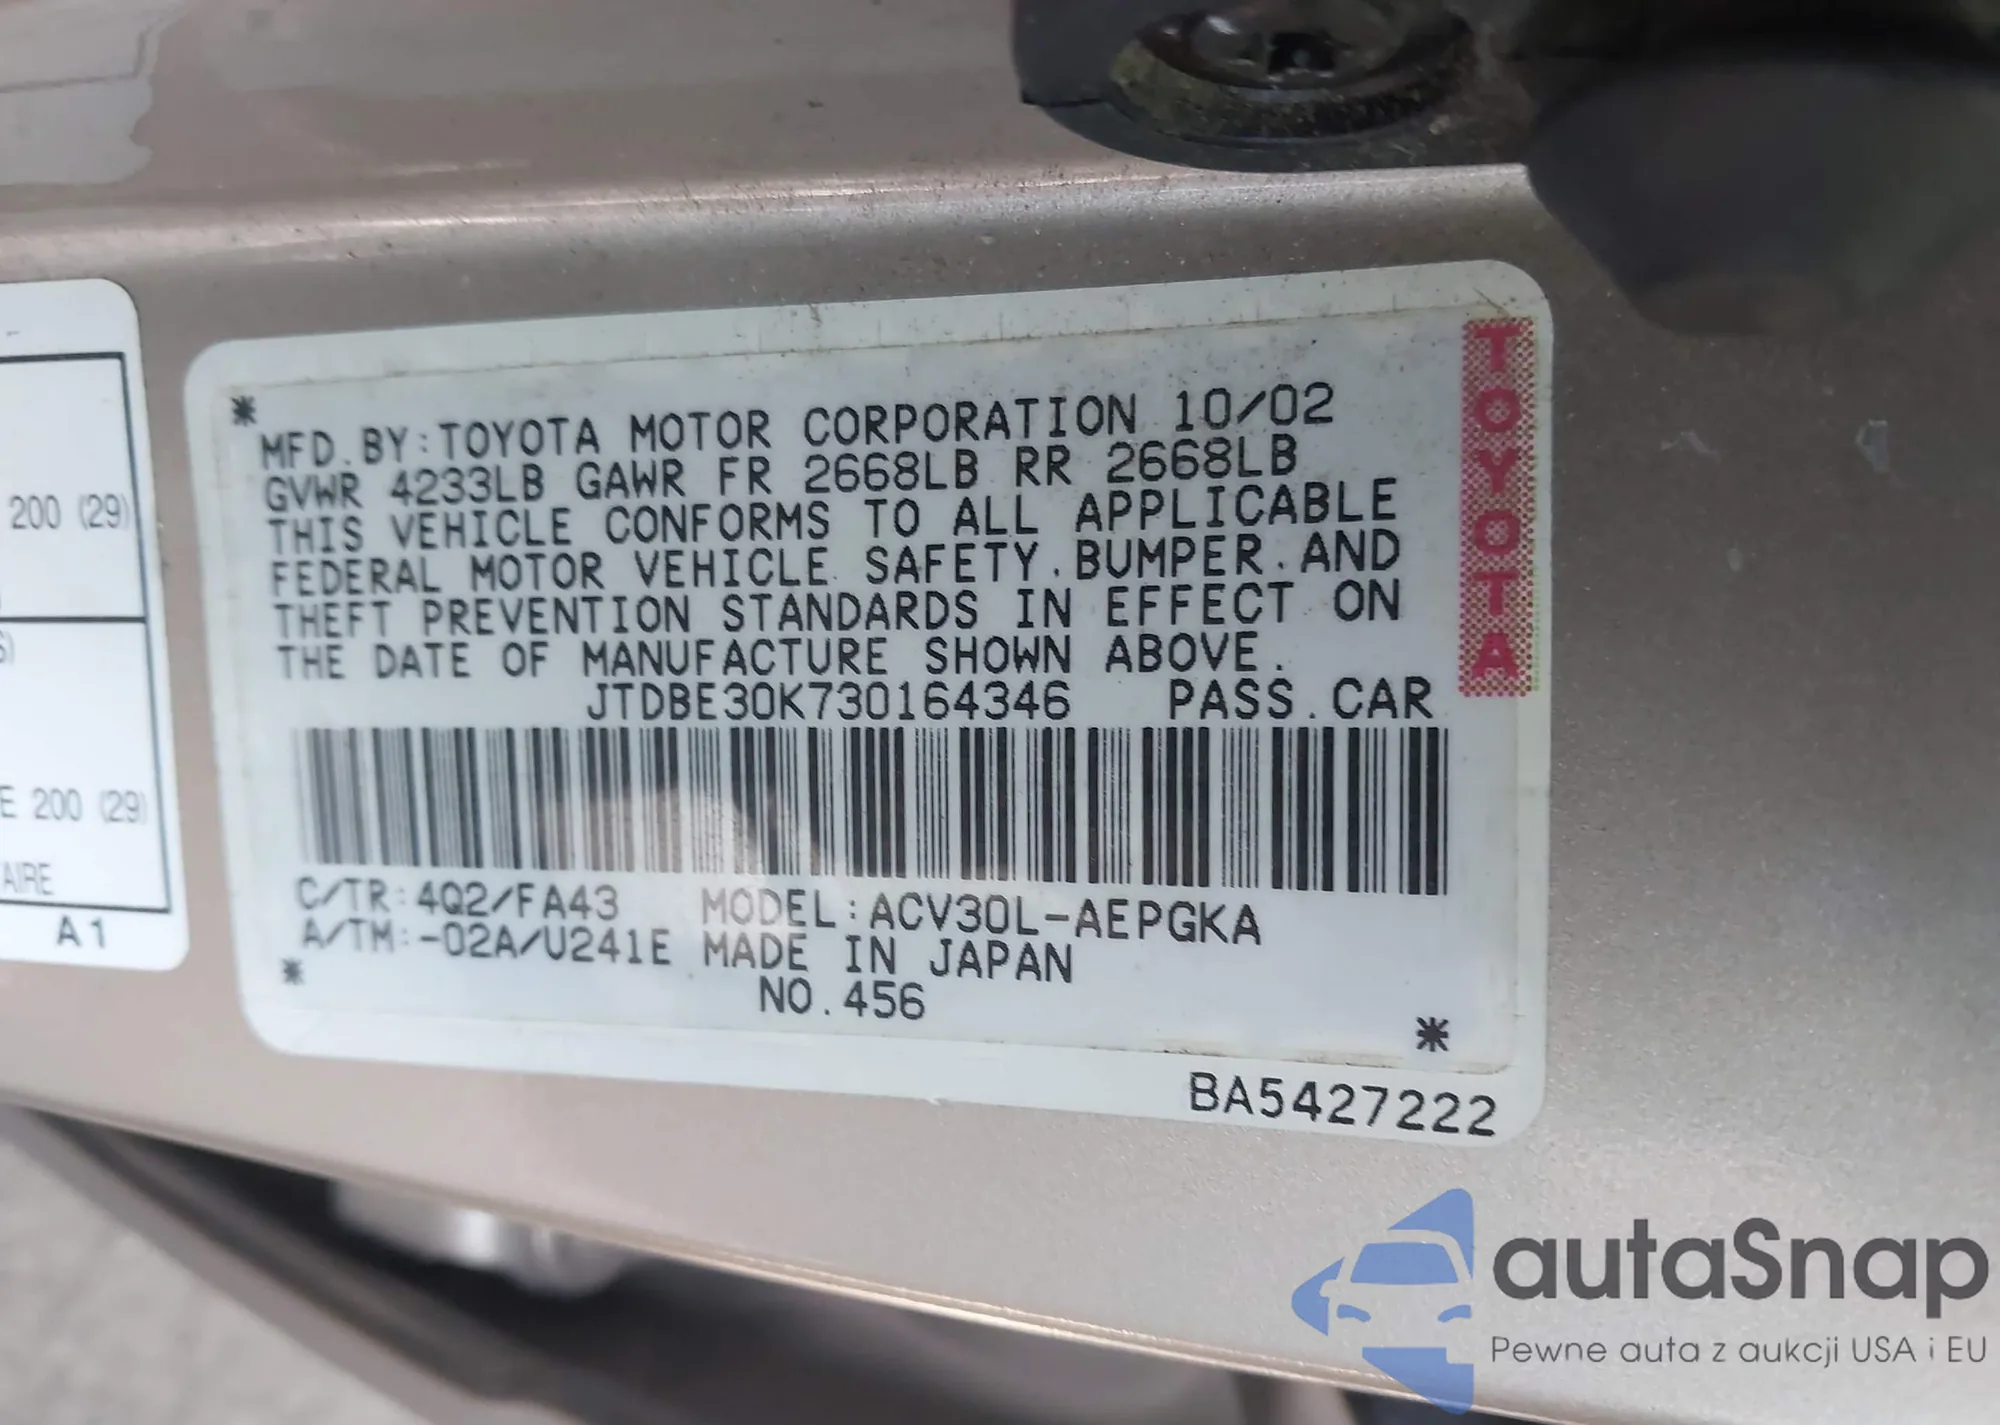 200 (29)
E 200 (29)
AIRE
A1
MFD.BY:TOYOTA MOTOR CORPORATION 10/02
GVWR 4233LB GAWR FR 2668LB RR 2668LB
THIS VEHICLE CONFORMS TO ALL APPLICABLE
FEDERAL MOTOR VEHICLE SAFETY.BUMPER.AND
THEFT PREVENTION STANDARDS IN EFFECT ON
THE DATE OF MANUFACTURE SHOWN ABOVE.
JTDBE30K730164346 PASS.CAR
C/TR:4Q2/FA43 MODEL:ACV30L-AEPGKA
A/TM:-02A/U241E MADE IN JAPAN
NO.456
BA5427222
TOYOTA
autaSnap
Pewne auta z aukcji USA i EU